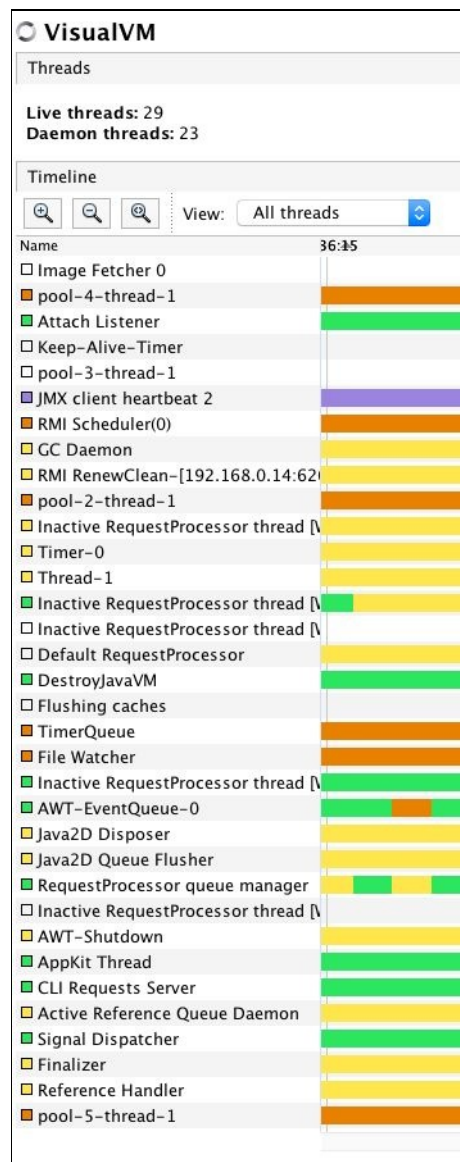 VisualVM
Threads
Live threads: 29
Daemon threads: 23
Timeline
View: All threads
Name
Image Fetcher 0
pool-4-thread-1
Attach Listener
Keep-Alive-Timer
pool-3-thread-1
JMX client heartbeat 2
RMI Scheduler(0)
GC Daemon
RMI RenewClean-[192.168.0.14:62
pool-2-thread-1
Inactive RequestProcessor thread
Timer-0
Thread-1
Inactive RequestProcessor thread
Inactive RequestProcessor thread
Default RequestProcessor
DestroyJavaVM
Flushing caches
TimerQueue
File Watcher
Inactive RequestProcessor thread
AWT-EventQueue-0
Java2D Disposer
Java2D Queue Flusher
RequestProcessor queue manager
Inactive RequestProcessor thread
AWT-Shutdown
AppKit Thread
CLI Requests Server
Active Reference Queue Daemon
Signal Dispatcher
Finalizer
Reference Handler
pool-5-thread-1